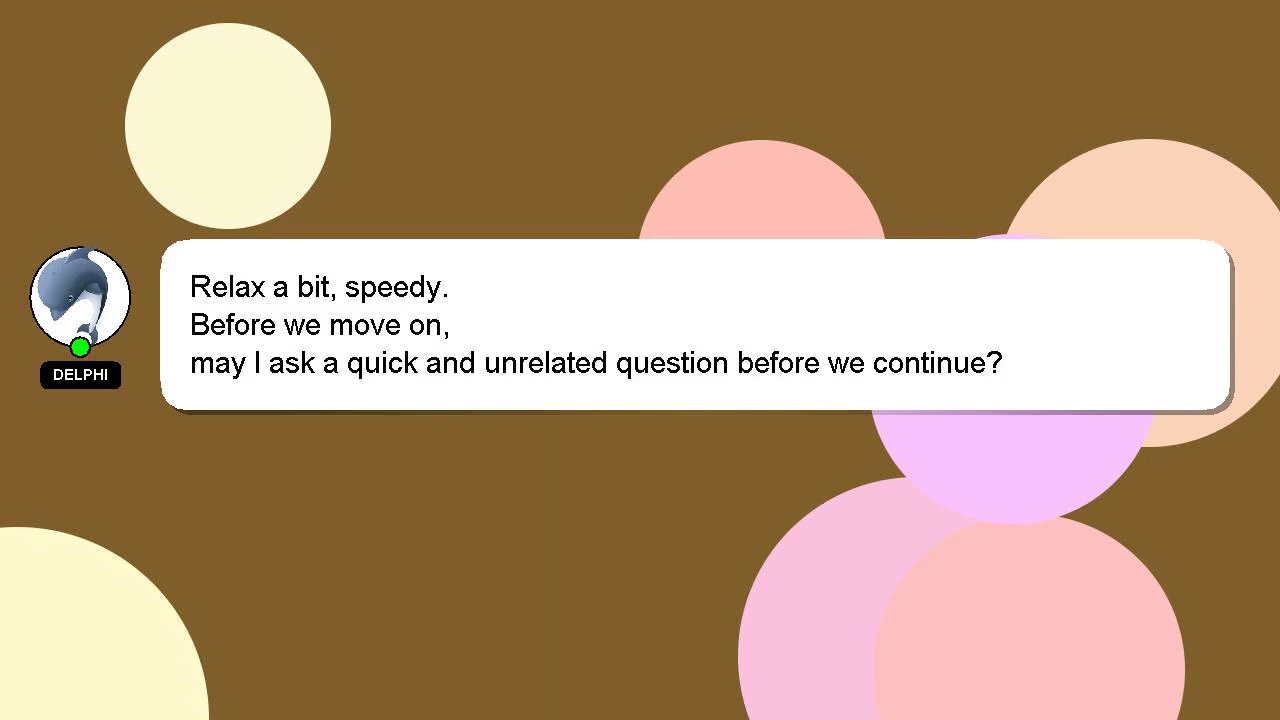 Relax a bit, speedy.
Before we move on,
may I ask a quick and unrelated question before we continue?
DELPHI